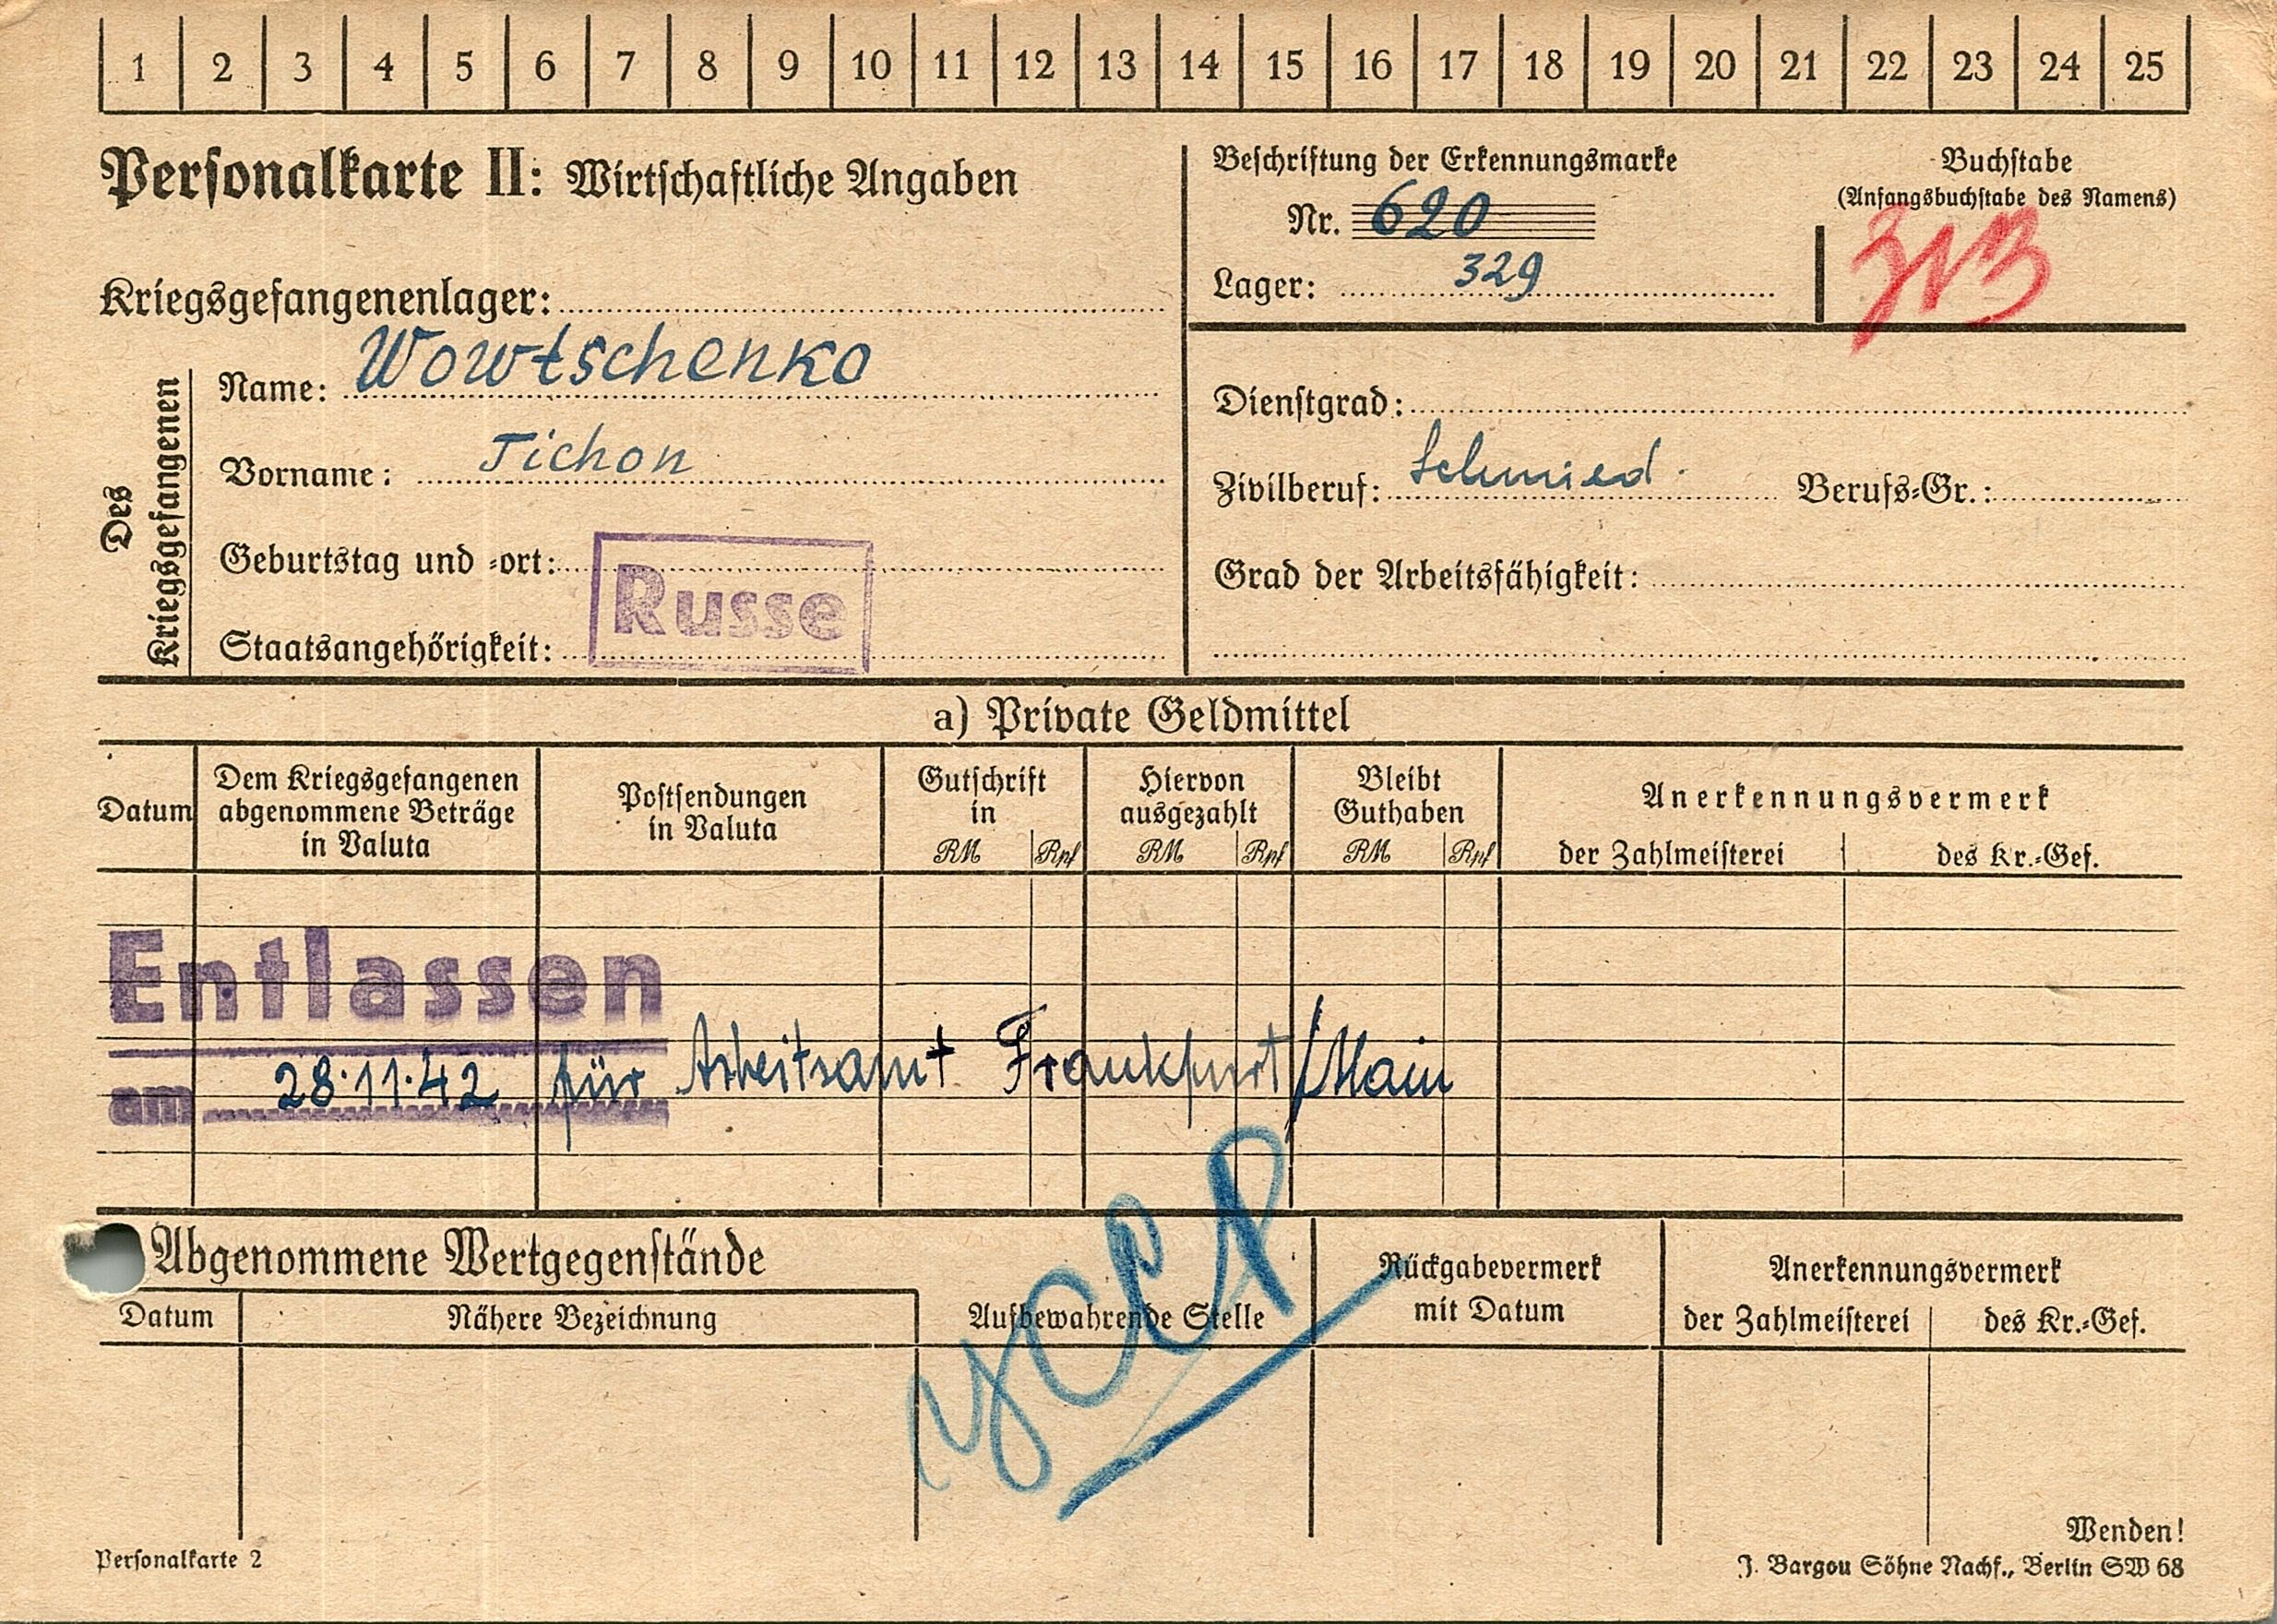 1 2 3 4 5 6 7 8 9 10 11 12 13 14 15 16 17 18 19 20 21 22 23 24 25
Personalkarte II: Wirtschaftliche Angaben
Beschriftung der Erkennungsmarke
Nr. 620
Lager: 329
Buchstabe
(Anfangsbuchstabe des Namens)
Kriegsgefangenenlager:
Des Kriegsgefangenen
Name: Wowtschenko
Vorname: Tichon
Geburtstag und -ort:
Russe
Staatsangehörigkeit:
Dienstgrad:
Zivilberuf: Schmied. Berufs-Gr.:
Grad der Arbeitsfähigkeit:
a) Private Geldmittel
Datum
Dem Kriegsgefangenen
abgenommene Beträge
in Valuta
Postsendungen
in Valuta
Gutschrift
in
RM Rpf
Hiervon
ausgezahlt
RM Rpf
Bleibt
Guthaben
RM Rpf
Anerkennungsvermerk
der Zahlmeisterei des Kr.-Gef.
Entlassen
am 28.11.42 für Arbeitsamt Frankfurt/Main
Abgenommene Wertgegenstände
Datum Nähere Bezeichnung Aufbewahrende Stelle
Rückgabevermerk
mit Datum
Anerkennungsvermerk
der Zahlmeisterei des Kr.-Gef.
УССР
Wenden!
Personalkarte 2
J. Bargou Söhne Nachf., Berlin SW 68